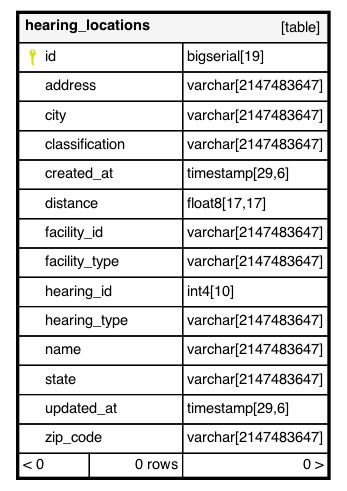 hearing_locations [table]
id bigserial[19]
address varchar[2147483647]
city varchar[2147483647]
classification varchar[2147483647]
created_at timestamp[29,6]
distance float8[17,17]
facility_id varchar[2147483647]
facility_type varchar[2147483647]
hearing_id int4[10]
hearing_type varchar[2147483647]
name varchar[2147483647]
state varchar[2147483647]
updated_at timestamp[29,6]
zip_code varchar[2147483647]
< 0 0 rows 0 >